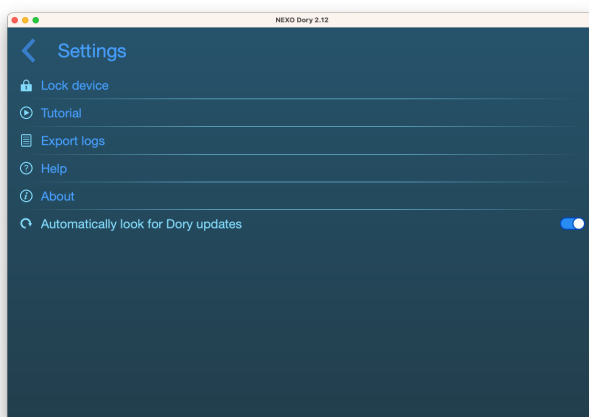 NEXO Dory 2.12
Settings
Lock device
Tutorial
Export logs
Help
About
Automatically look for Dory updates